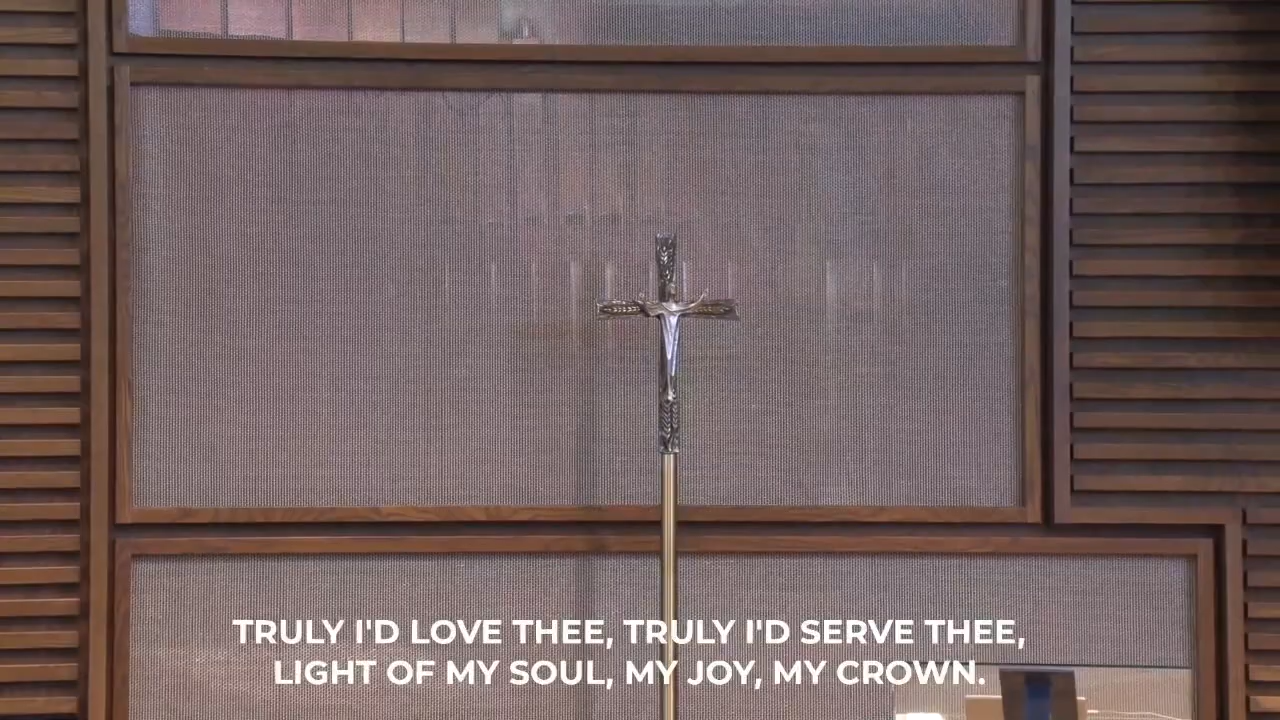 TRULY I'D LOVE THEE, TRULY I'D SERVE THEE,
LIGHT OF MY SOUL, MY JOY, MY CROWN.